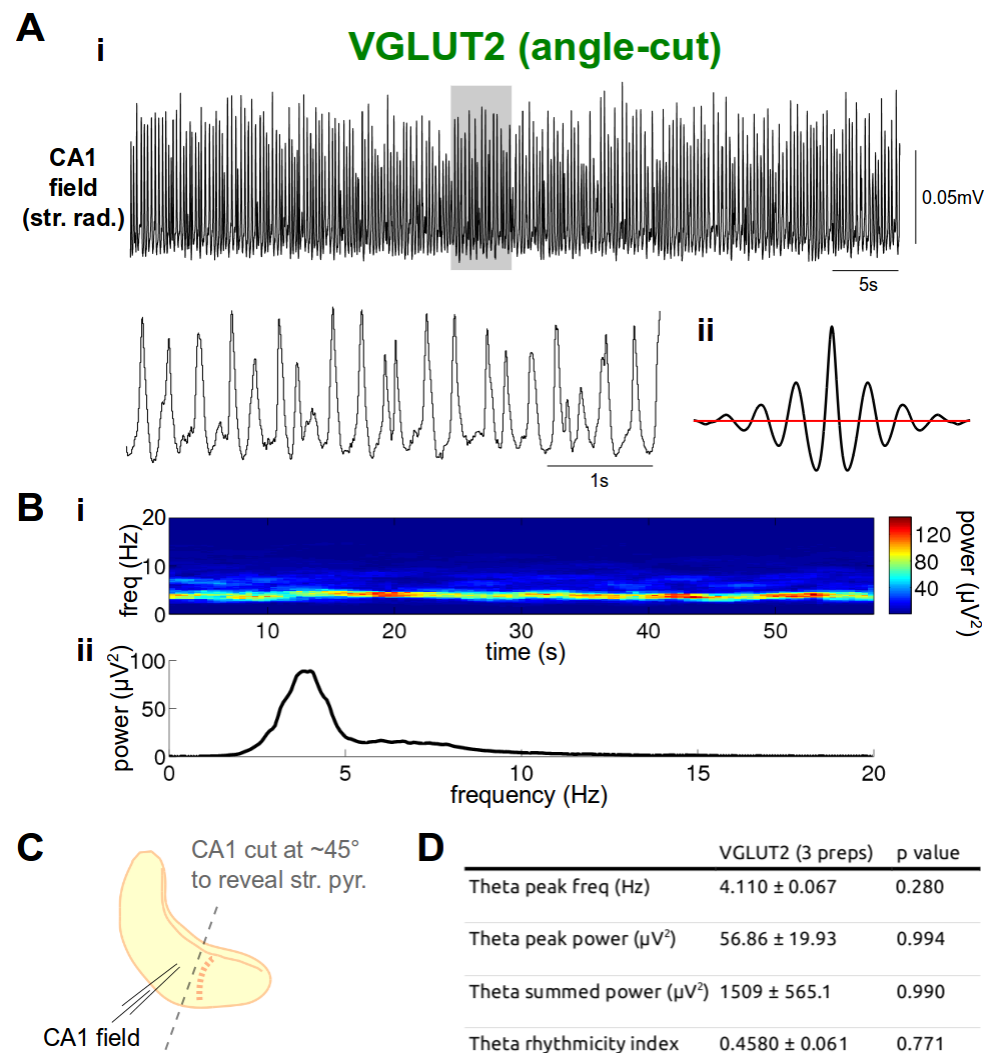 A
i
VGLUT2 (angle-cut)
CA1
field
(str. rad.)
0.05mV
5s
ii
1s
B
i
freq (Hz)
20
10
0
10
20
30
40
50
time (s)
120
80
40
power (µV²)
ii
power (µV²)
100
50
0
0
5
10
15
20
frequency (Hz)
C
CA1 cut at ~45°
to reveal str. pyr.
CA1 field
D
VGLUT2 (3 preps) p value
Theta peak freq (Hz) 4.110 ± 0.067 0.280
Theta peak power (µV²) 56.86 ± 19.93 0.994
Theta summed power (µV²) 1509 ± 565.1 0.990
Theta rhythmicity index 0.4580 ± 0.061 0.771